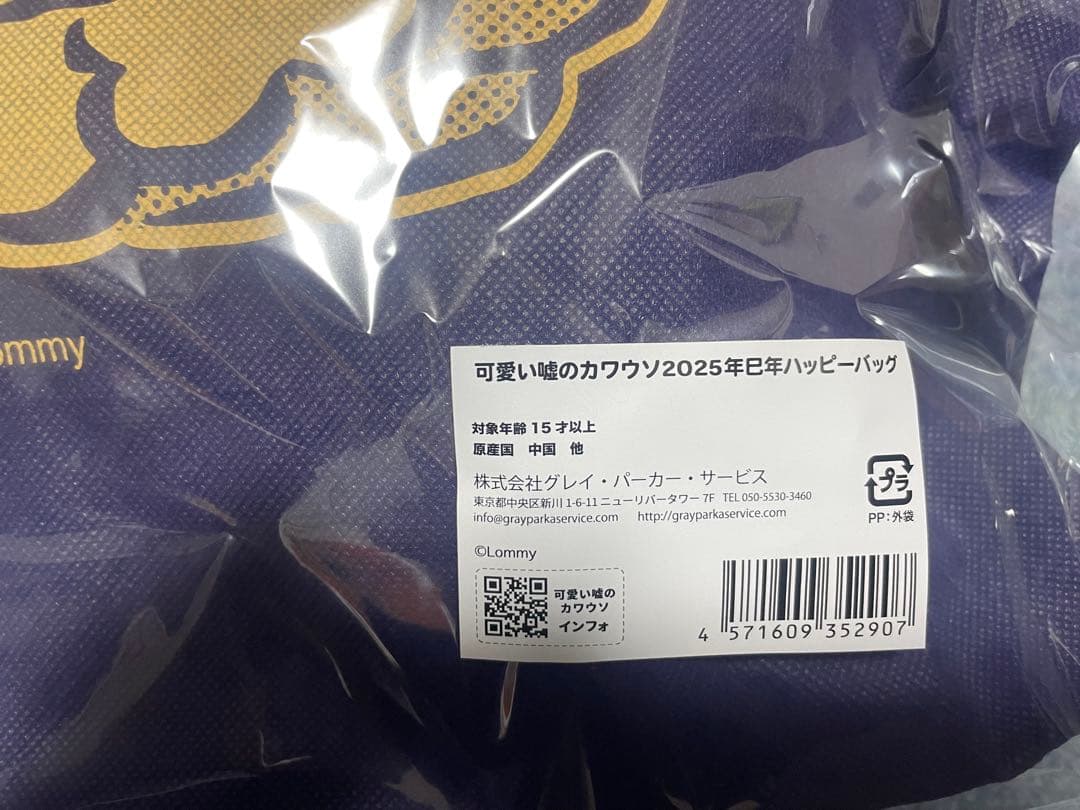 ommy
可愛い嘘のカワウソ2025年巳年ハッピーバッグ
対象年齢 15 才以上
原産国 中国 他
株式会社グレイ・パーカー・サービス
東京都中央区新川 1-6-11 ニューリバータワー 7F TEL 050-5530-3460
info@grayparkaservice.com http://grayparkaservice.com
プラ
PP:外袋
©Lommy
可愛い嘘の
カワウソ
インフォ
4 571609 352907